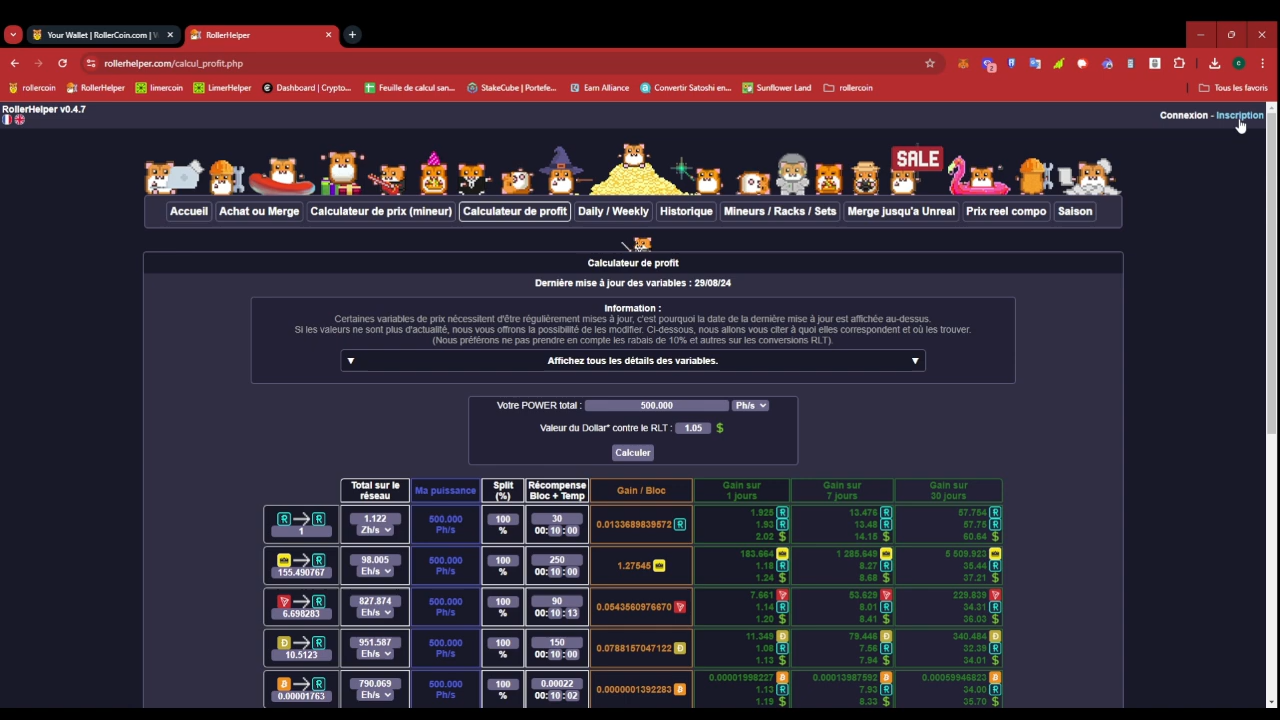 Your Wallet | RollerCoin.com | V
RollerHelper
rollerhelper.com/calcul_profit.php
rollercoin RollerHelper limercoin LimerHelper Dashboard | Crypto... Feuille de calcul san... StakeCube | Portefe... Earn Alliance Convertir Satoshi en... Sunflower Land rollercoin Tous les favoris
RollerHelper v0.4.7
Connexion - Inscription
SALE
Accueil Achat ou Merge Calculateur de prix (mineur) Calculateur de profit Daily / Weekly Historique Mineurs / Racks / Sets Merge jusqu'a Unreal Prix reel compo Saison
Calculateur de profit
Dernière mise à jour des variables : 29/08/24
Information :
Certaines variables de prix nécessitent d'être régulièrement mises à jour, c'est pourquoi la date de la dernière mise à jour est affichée au-dessus.
Si les valeurs ne sont plus d'actualité, nous vous offrons la possibilité de les modifier. Ci-dessous, nous allons vous citer à quoi elles correspondent et où les trouver.
(Nous préférons ne pas prendre en compte les rabais de 10% et autres sur les conversions RLT).
▼ Affichez tous les détails des variables. ▼
Votre POWER total : 500.000 Ph/s
Valeur du Dollar* contre le RLT : 1.05 $
Calculer
Total sur le réseau Ma puissance Split (%) Récompense Bloc + Temp Gain / Bloc Gain sur 1 jours Gain sur 7 jours Gain sur 30 jours
R → R 1.122 500.000 100 30 0.0133689839572 R 1.925 R 13.476 R 57.754 R
1 Zh/s Ph/s % 00:10:00 1.93 R 13.48 R 57.75 R
2.02 $ 14.15 $ 60.64 $
→ R 98.005 500.000 100 250 1.27545 183.664 1 285.649 5 509.923
155.490767 Eh/s Ph/s % 00:10:00 1.18 R 8.27 R 35.44 R
1.24 $ 8.68 $ 37.21 $
→ R 827.874 500.000 100 90 0.0543560976670 7.661 53.629 229.839
6.698283 Eh/s Ph/s % 00:10:13 1.14 R 8.01 R 34.31 R
1.20 $ 8.41 $ 36.03 $
D → R 951.587 500.000 100 150 0.0788157047122 D 11.349 D 79.446 D 340.484 D
10.5123 Eh/s Ph/s % 00:10:00 1.08 R 7.56 R 32.39 R
1.13 $ 7.94 $ 34.01 $
B → R 790.069 500.000 100 0.00022 0.0000001392283 B 0.00001998227 B 0.00013987592 B 0.00059946823 B
0.00001763 Eh/s Ph/s % 00:10:02 1.13 R 7.93 R 34.00 R
1.19 $ 8.33 $ 35.70 $